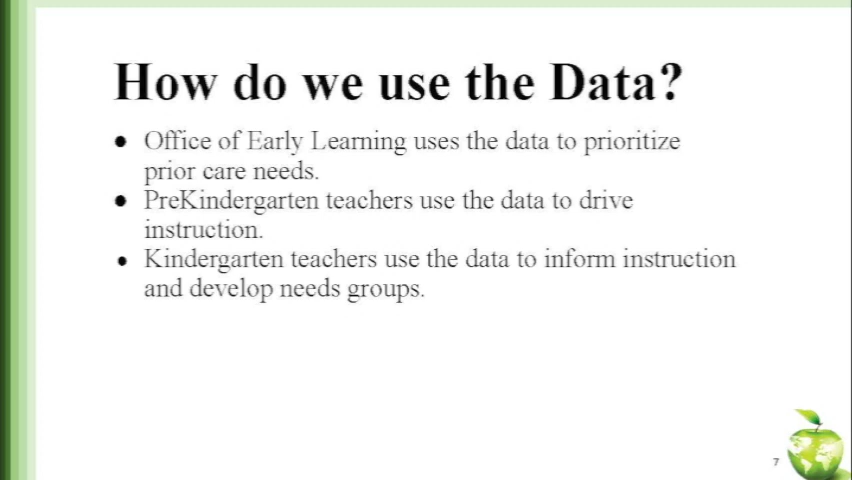 How do we use the Data?
● Office of Early Learning uses the data to prioritize
prior care needs.
● PreKindergarten teachers use the data to drive
instruction.
● Kindergarten teachers use the data to inform instruction
and develop needs groups.
7